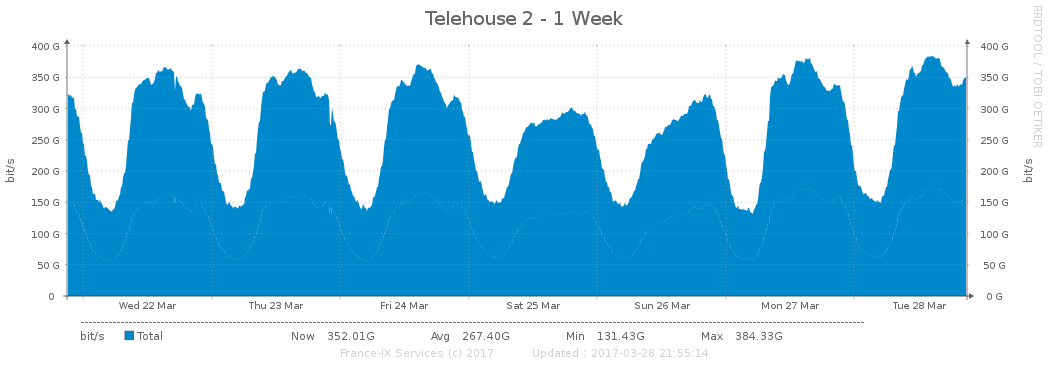 Telehouse 2 - 1 Week
RRDTOOL / TOBI OETIKER
400 G 400 G
350 G 350 G
300 G 300 G
250 G 250 G
200 G 200 G
150 G 150 G
100 G 100 G
50 G 50 G
0 0 G
bit/s bit/s
Wed 22 Mar Thu 23 Mar Fri 24 Mar Sat 25 Mar Sun 26 Mar Mon 27 Mar Tue 28 Mar
bit/s Total Now 352.01G Avg 267.40G Min 131.43G Max 384.33G
France-IX Services (c) 2017 Updated : 2017-03-28 21:55:14